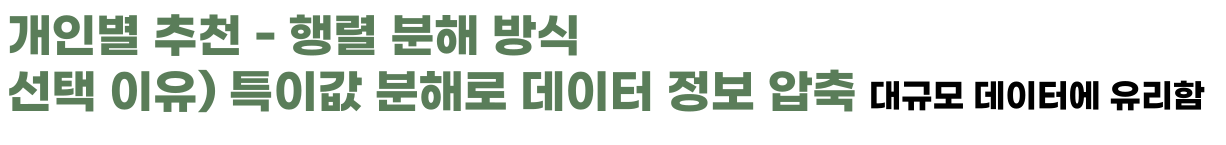 개인별 추천 - 행렬 분해 방식
선택 이유) 특이값 분해로 데이터 정보 압축 대규모 데이터에 유리함